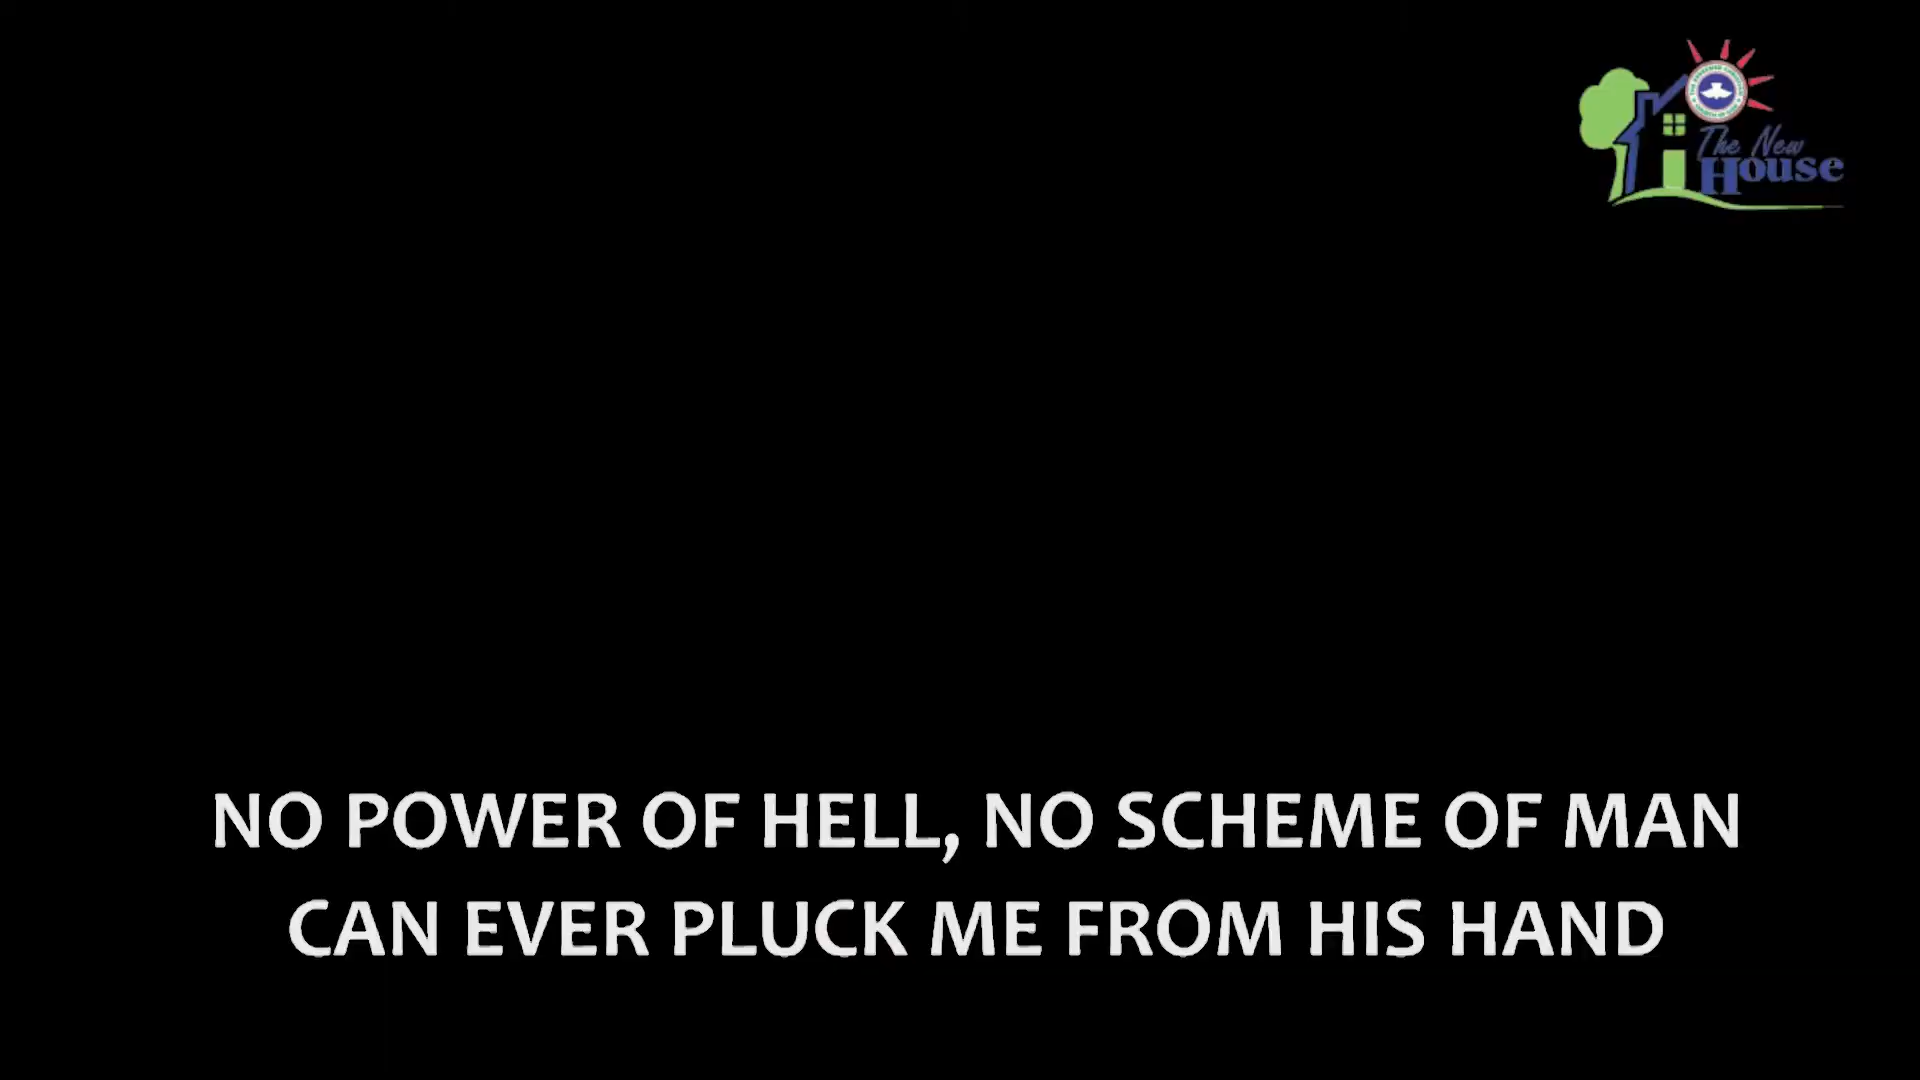 The New
House
NO POWER OF HELL, NO SCHEME OF MAN
CAN EVER PLUCK ME FROM HIS HAND